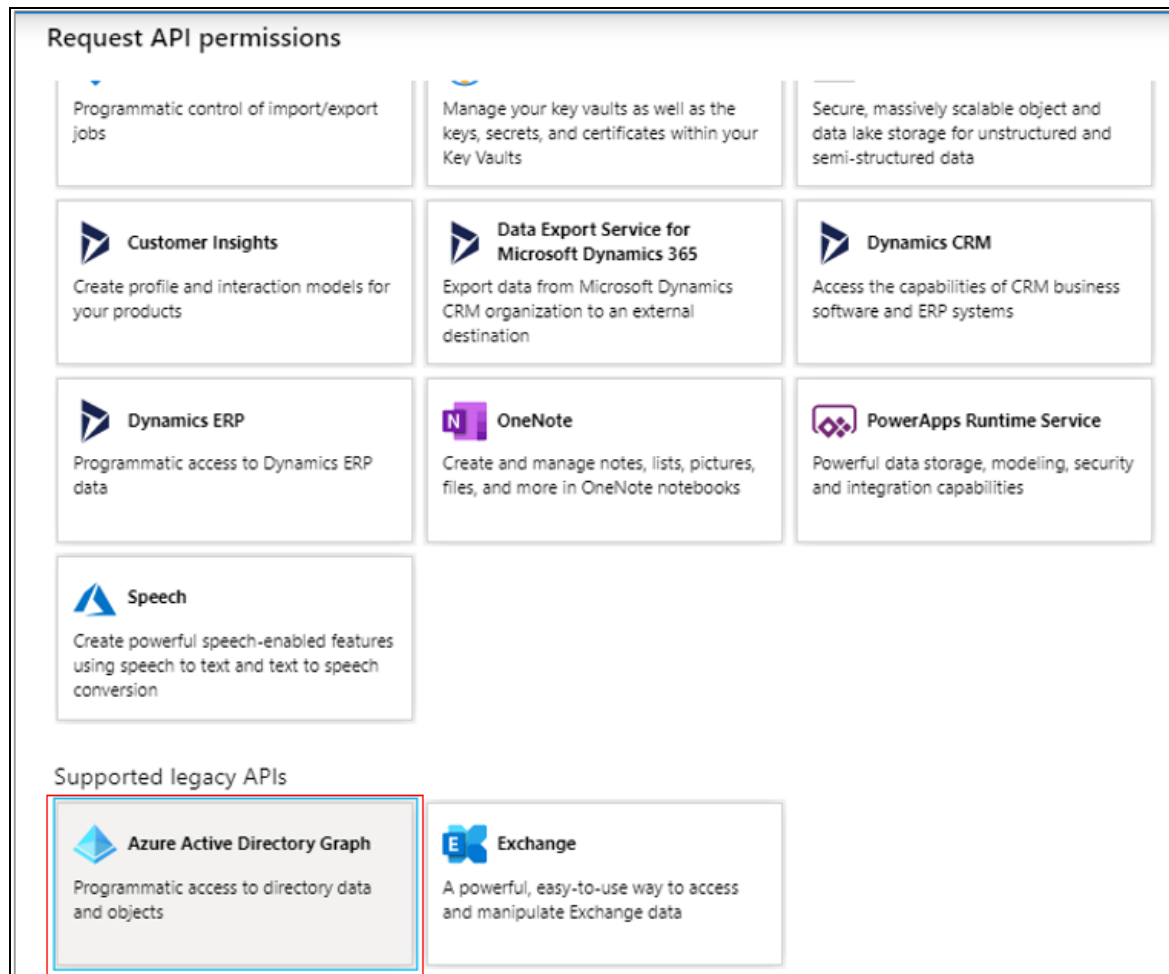 Request API permissions
Programmatic control of import/export
jobs
Manage your key vaults as well as the
keys, secrets, and certificates within your
Key Vaults
Secure, massively scalable object and
data lake storage for unstructured and
semi-structured data
Customer Insights
Create profile and interaction models for
your products
Data Export Service for
Microsoft Dynamics 365
Export data from Microsoft Dynamics
CRM organization to an external
destination
Dynamics CRM
Access the capabilities of CRM business
software and ERP systems
Dynamics ERP
Programmatic access to Dynamics ERP
data
N
OneNote
Create and manage notes, lists, pictures,
files, and more in OneNote notebooks
PowerApps Runtime Service
Powerful data storage, modeling, security
and integration capabilities
Speech
Create powerful speech-enabled features
using speech to text and text to speech
conversion
Supported legacy APIs
Azure Active Directory Graph
Programmatic access to directory data
and objects
E
Exchange
A powerful, easy-to-use way to access
and manipulate Exchange data